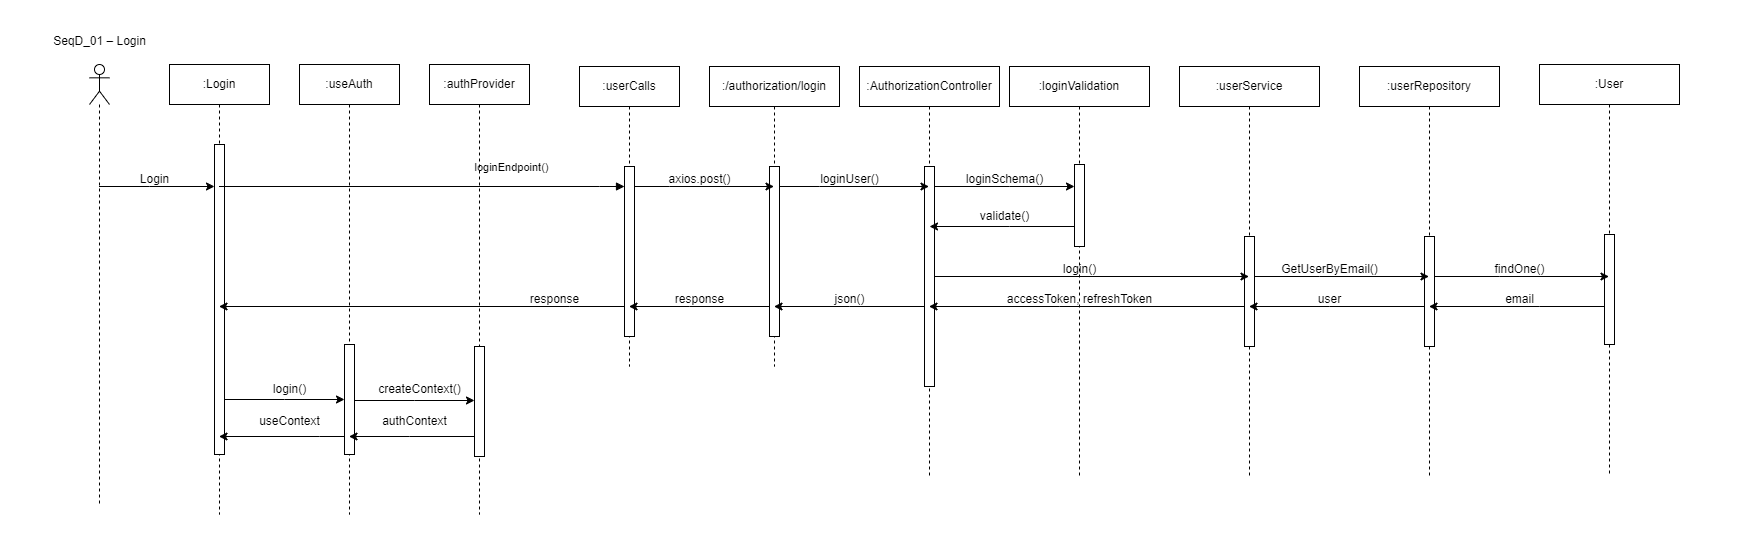 SeqD_01 – Login
:Login
:useAuth
:authProvider
:userCalls
:/authorization/login
:AuthorizationController
:loginValidation
:userService
:userRepository
:User
loginEndpoint()
Login
axios.post()
loginUser()
loginSchema()
validate()
login()
GetUserByEmail()
findOne()
response
response
json()
accessToken, refreshToken
user
email
login()
createContext()
useContext
authContext